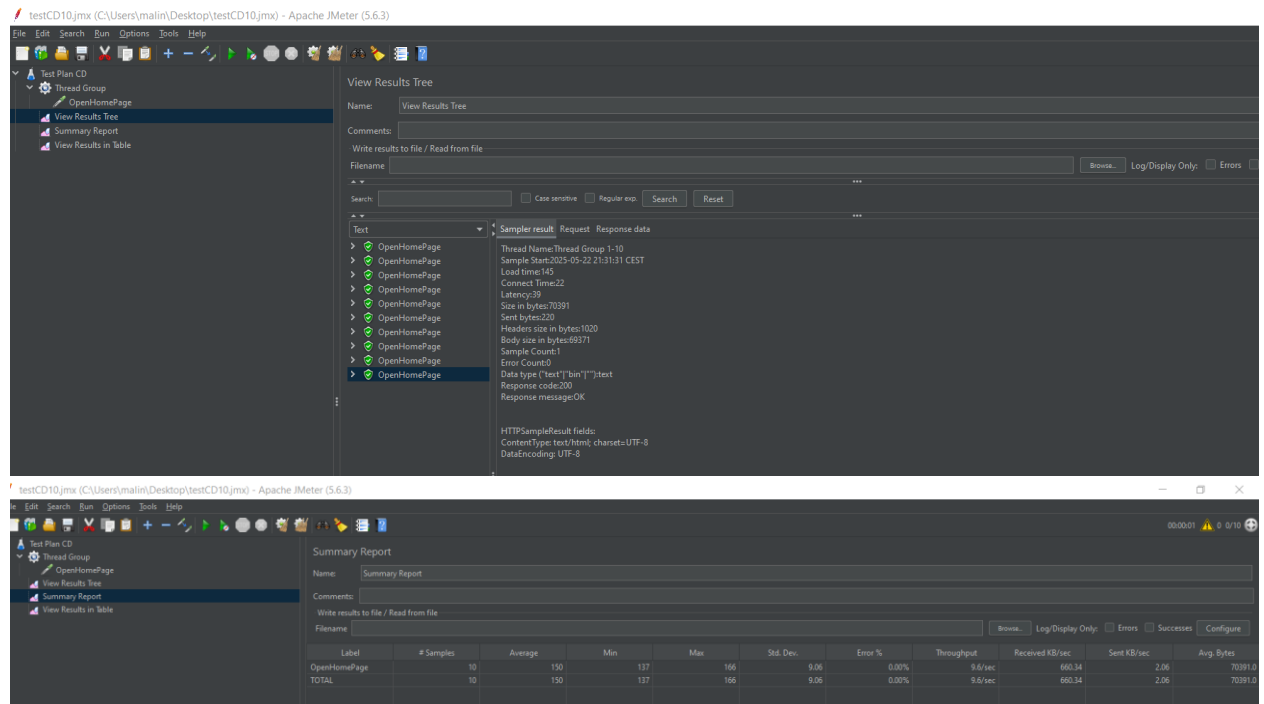 testCD10.jmx (C:\Users\malin\Desktop\testCD10.jmx) - Apache JMeter (5.6.3)
File Edit Search Run Options Tools Help
Test Plan CD
Thread Group
OpenHomePage
View Results Tree
Summary Report
View Results in Table
View Results Tree
Name: View Results Tree
Comments:
Write results to file / Read from file
Filename Browse... Log/Display Only: Errors
Search: Case sensitive Regular exp. Search Reset
Text
OpenHomePage
OpenHomePage
OpenHomePage
OpenHomePage
OpenHomePage
OpenHomePage
OpenHomePage
OpenHomePage
OpenHomePage
OpenHomePage
Sampler result Request Response data
Thread Name:Thread Group 1-10
Sample Start:2025-05-22 21:31:31 CEST
Load time:145
Connect Time:22
Latency:39
Size in bytes:70391
Sent bytes:220
Headers size in bytes:1020
Body size in bytes:69371
Sample Count:1
Error Count:0
Data type ("text"|"bin"|""):text
Response code:200
Response message:OK
HTTPSampleResult fields:
ContentType: text/html; charset=UTF-8
DataEncoding: UTF-8
testCD10.jmx (C:\Users\malin\Desktop\testCD10.jmx) - Apache JMeter (5.6.3)
le Edit Search Run Options Tools Help
00:00:01 0 0/10
Test Plan CD
Thread Group
OpenHomePage
View Results Tree
Summary Report
View Results in Table
Summary Report
Name: Summary Report
Comments:
Write results to file / Read from file
Filename Browse... Log/Display Only: Errors Successes Configure
Label # Samples Average Min Max Std. Dev. Error % Throughput Received KB/sec Sent KB/sec Avg. Bytes
OpenHomePage 10 150 137 166 9.06 0.00% 9.6/sec 660.34 2.06 70391.0
TOTAL 10 150 137 166 9.06 0.00% 9.6/sec 660.34 2.06 70391.0